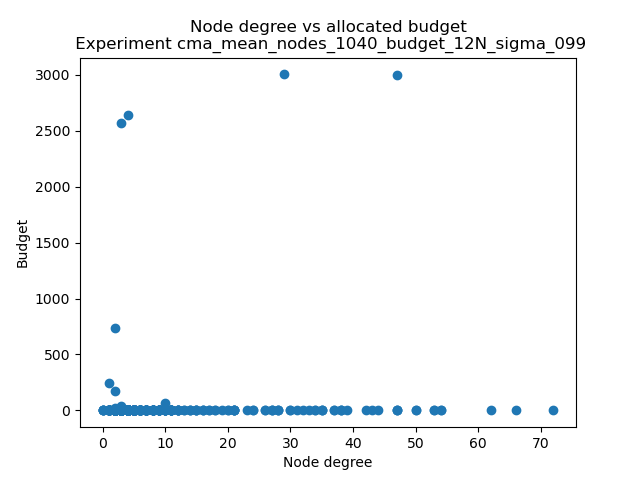 Node degree vs allocated budget
Experiment cma_mean_nodes_1040_budget_12N_sigma_099
3000
2500
2000
1500
1000
500
0
Budget
0 10 20 30 40 50 60 70
Node degree